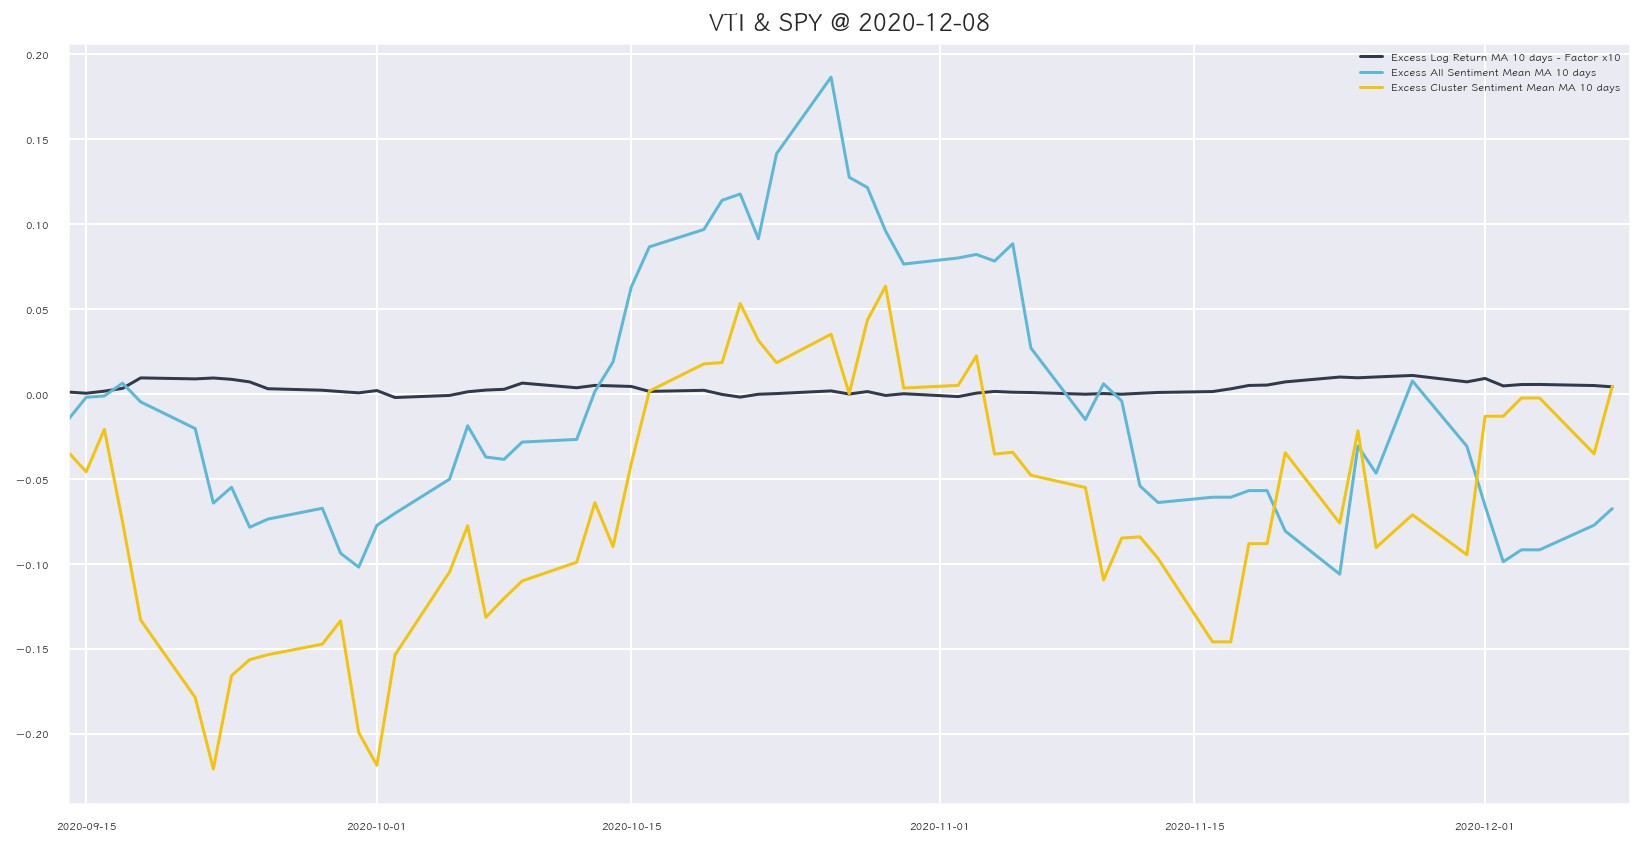 VTI & SPY @ 2020-12-08
Excess Log Return MA 10 days - Factor x10
Excess All Sentiment Mean MA 10 days
Excess Cluster Sentiment Mean MA 10 days
0.20
0.15
0.10
0.05
0.00
−0.05
−0.10
−0.15
−0.20
2020-09-15 2020-10-01 2020-10-15 2020-11-01 2020-11-15 2020-12-01